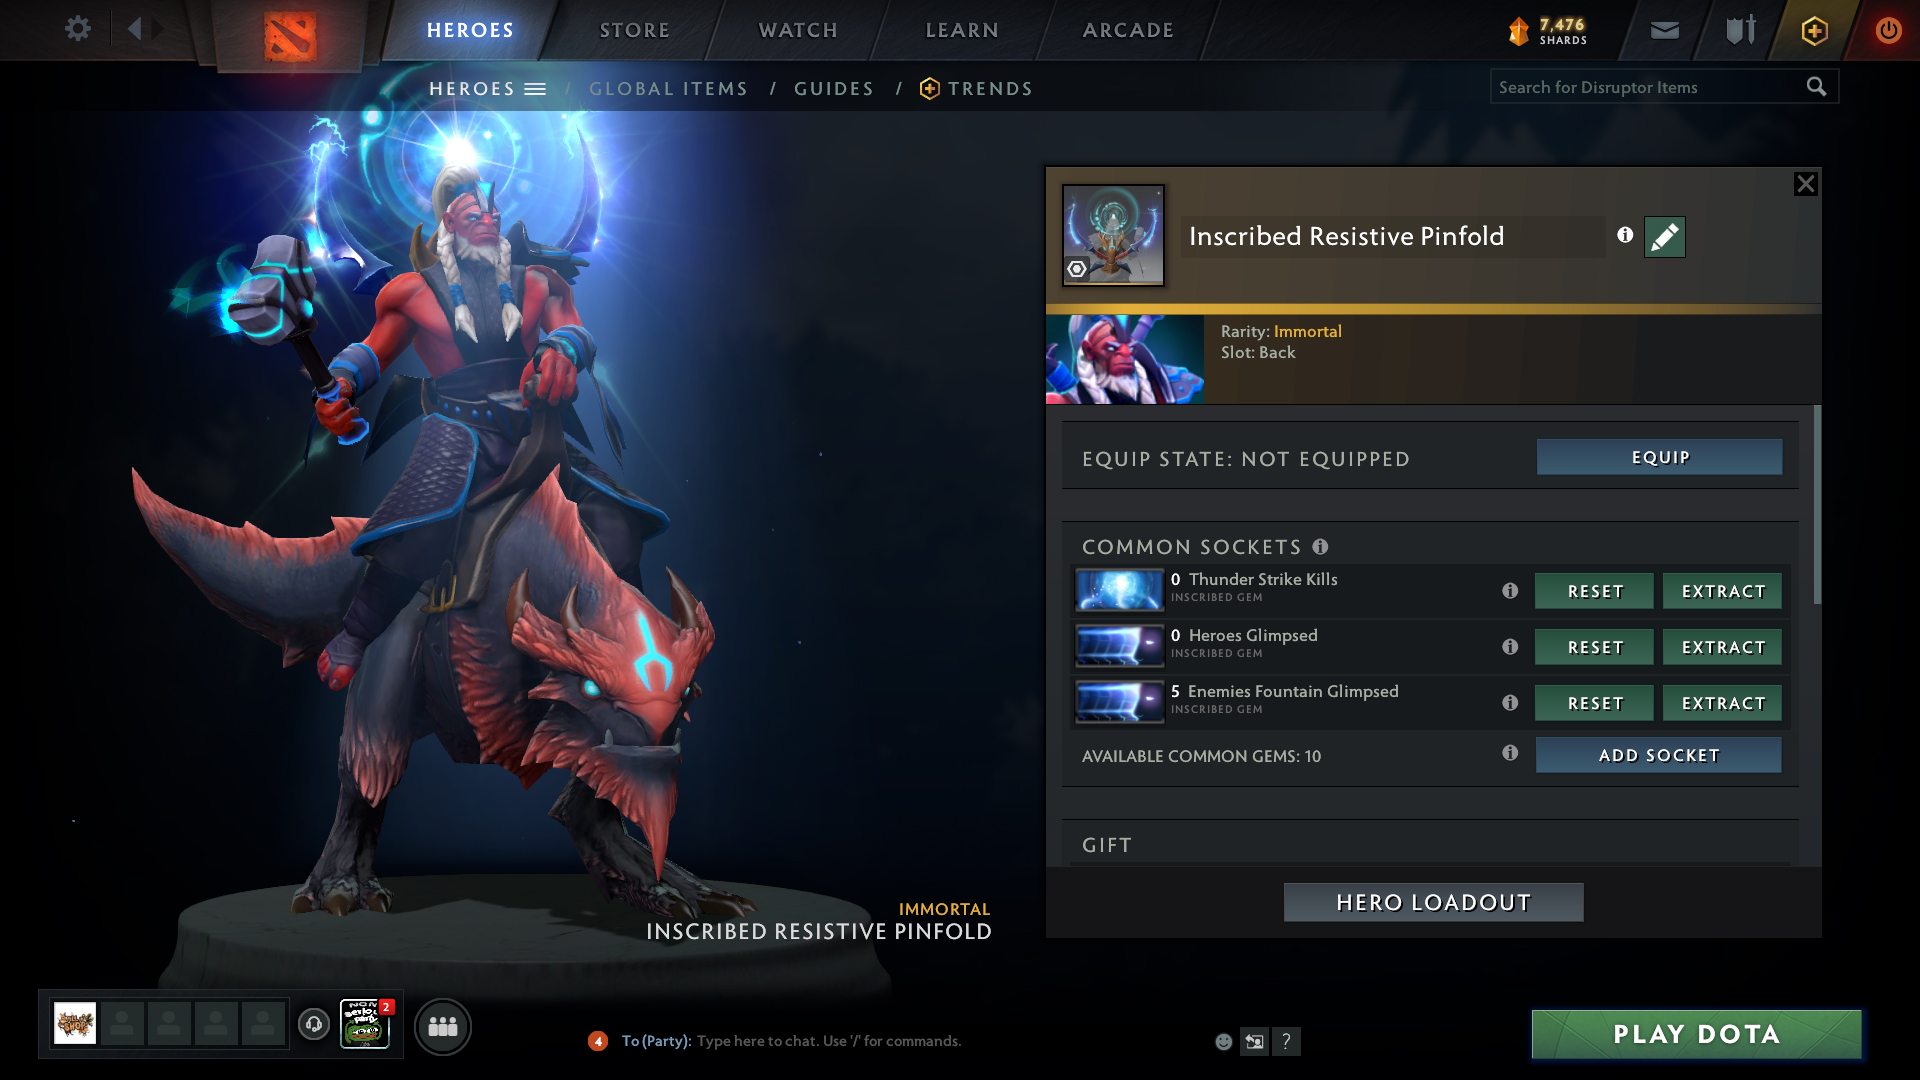 HEROES
STORE
WATCH
LEARN
ARCADE
7,476
SHARDS
HEROES / GLOBAL ITEMS / GUIDES / TRENDS
Search for Disruptor Items
Inscribed Resistive Pinfold
Rarity: Immortal
Slot: Back
EQUIP STATE: NOT EQUIPPED
EQUIP
COMMON SOCKETS
0 Thunder Strike Kills
INSCRIBED GEM
RESET
EXTRACT
0 Heroes Glimpsed
INSCRIBED GEM
RESET
EXTRACT
5 Enemies Fountain Glimpsed
INSCRIBED GEM
RESET
EXTRACT
AVAILABLE COMMON GEMS: 10
ADD SOCKET
GIFT
HERO LOADOUT
IMMORTAL
INSCRIBED RESISTIVE PINFOLD
2
4
To (Party): Type here to chat. Use '/' for commands.
?
PLAY DOTA